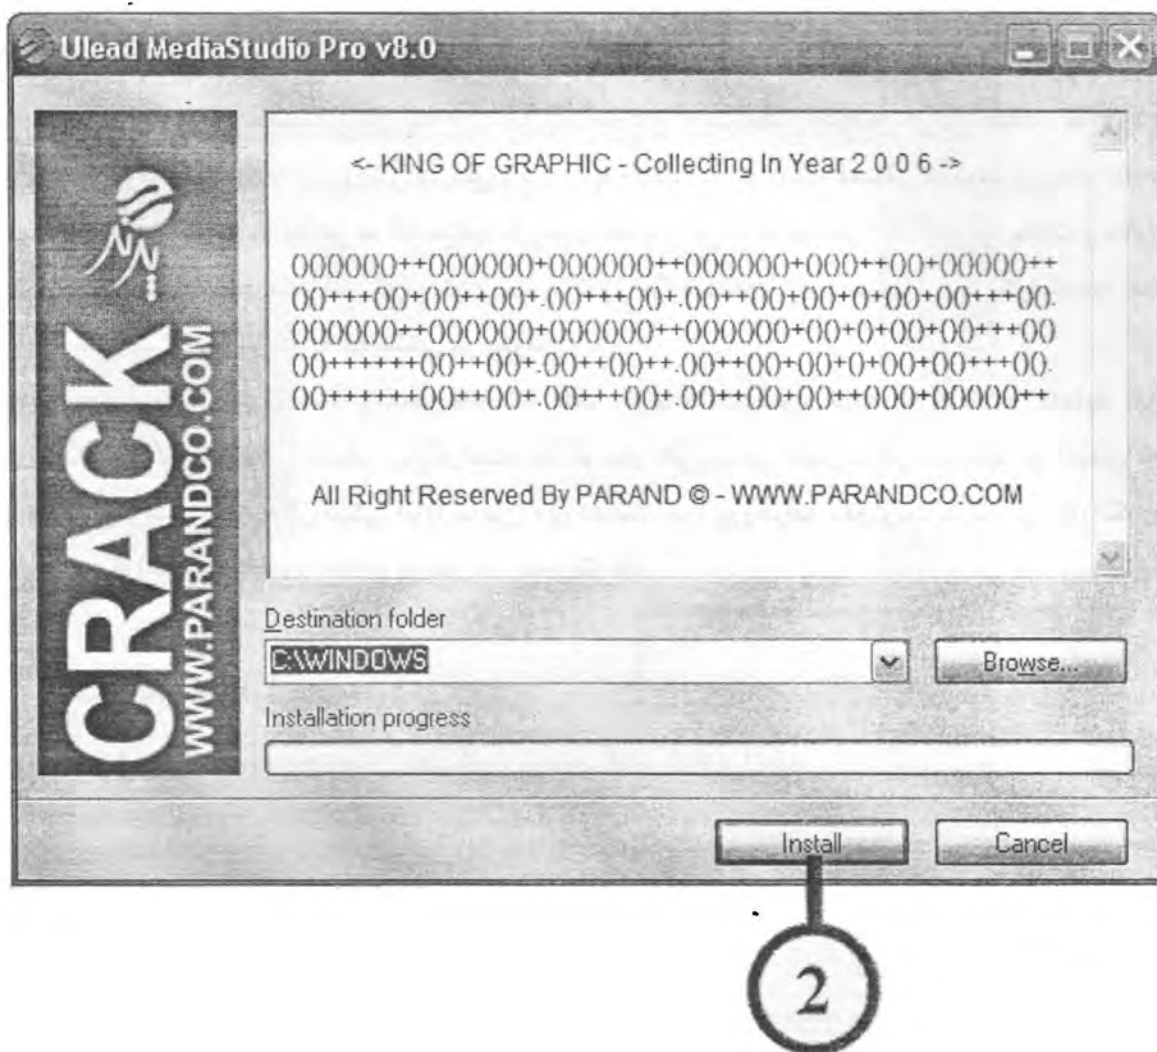 Ulead MediaStudio Pro v8.0
CRACK
WWW.PARANDCO.COM
<- KING OF GRAPHIC - Collecting In Year 2 0 0 6 ->
()()()()()()++()()()()()()+()()()()()()++()()()()()()+()()()++()()+()()()()()++
()()+++()()+()()++()()+.()()+++()()+.()()++()()+()()+()+()()+()()+++()().
()()()()()()++()()()()()()+()()()()()()++()()()()()()+()()+()+()()+()()+++()()
()()++++++()()++()()+.()()++()()++.()()++()()+()()+()+()()+()()+++()().
()()++++++()()++()()+.()()+++()()+.()()++()()+()()++()()()+()()()()()++
All Right Reserved By PARAND © - WWW.PARANDCO.COM
Destination folder
C:\WINDOWS
Browse...
Installation progress
Install
Cancel
2